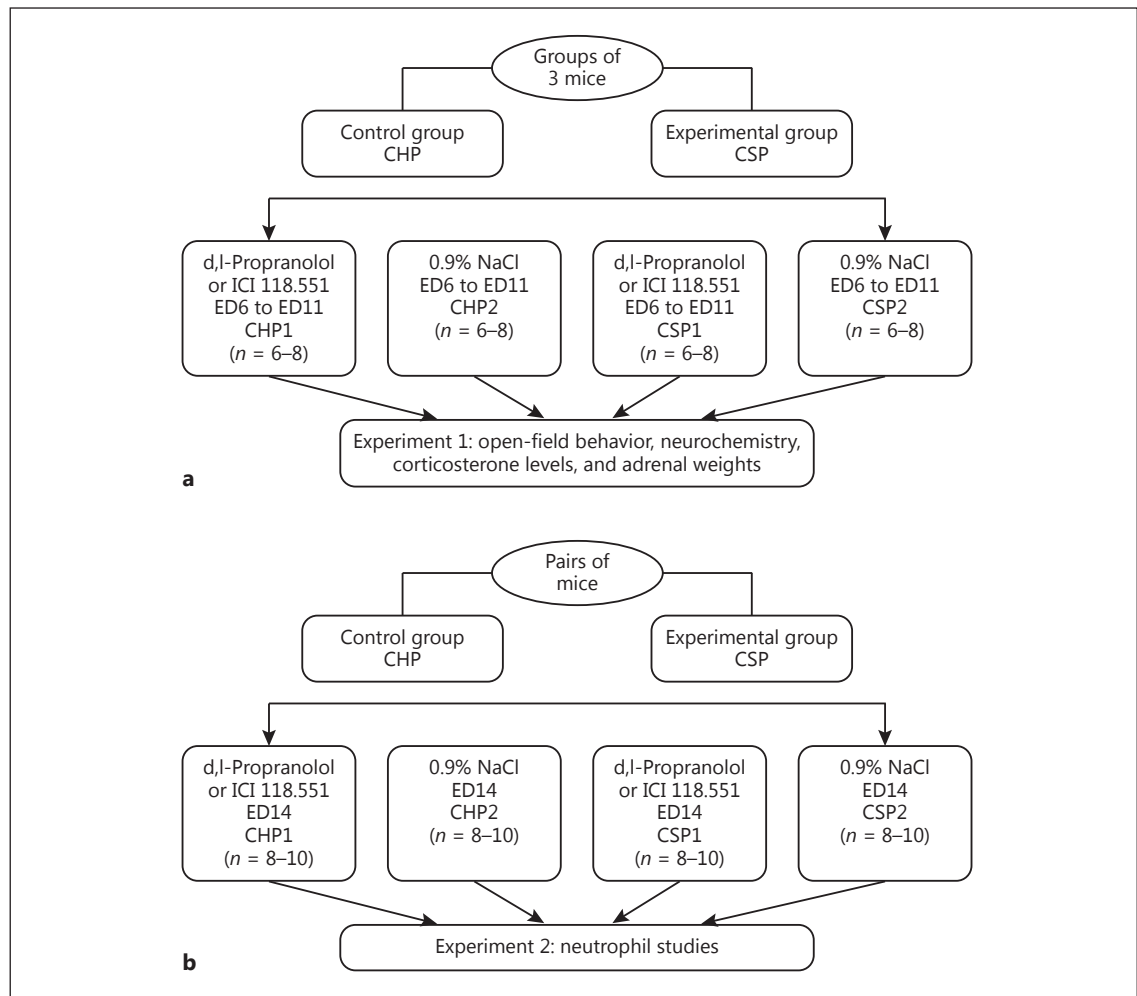 Groups of
3 mice
Control group
CHP
Experimental group
CSP
d,l-Propranolol
or ICI 118.551
ED6 to ED11
CHP1
(n = 6–8)
0.9% NaCl
ED6 to ED11
CHP2
(n = 6–8)
d,l-Propranolol
or ICI 118.551
ED6 to ED11
CSP1
(n = 6–8)
0.9% NaCl
ED6 to ED11
CSP2
(n = 6–8)
Experiment 1: open-field behavior, neurochemistry,
corticosterone levels, and adrenal weights
a
Pairs of
mice
Control group
CHP
Experimental group
CSP
d,l-Propranolol
or ICI 118.551
ED14
CHP1
(n = 8–10)
0.9% NaCl
ED14
CHP2
(n = 8–10)
d,l-Propranolol
or ICI 118.551
ED14
CSP1
(n = 8–10)
0.9% NaCl
ED14
CSP2
(n = 8–10)
Experiment 2: neutrophil studies
b